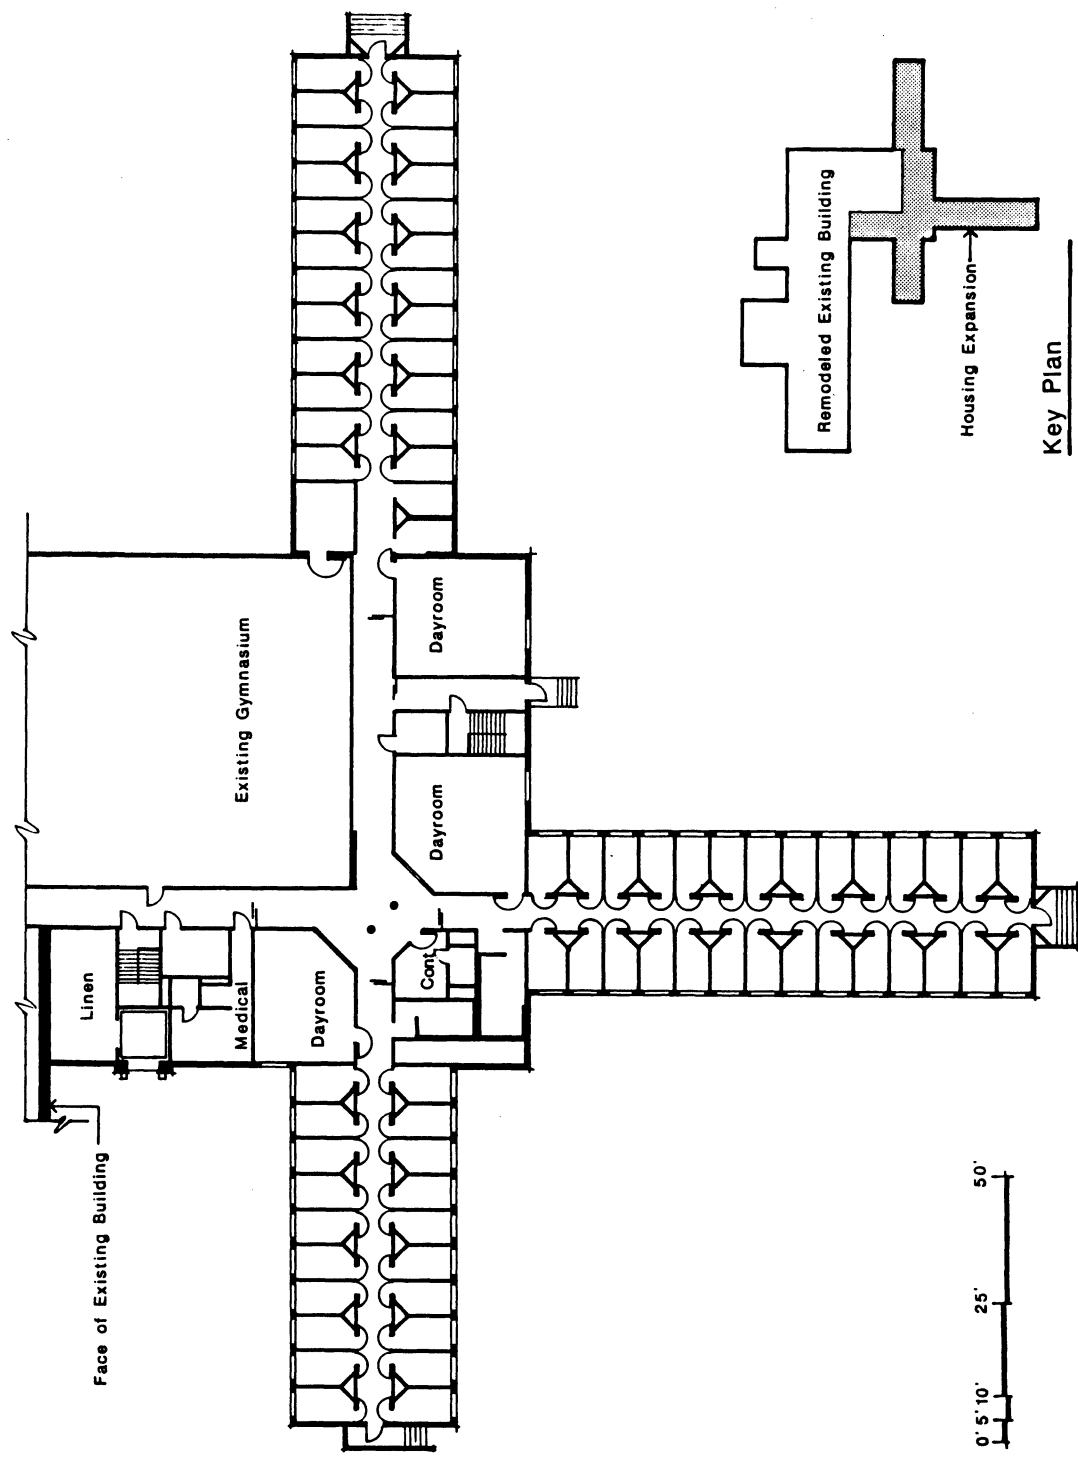 Face of Existing Building
Linen
Medical
Dayroom
Cont.
Existing Gymnasium
Dayroom
Dayroom
0' 5' 10' 25' 50'
Remodeled Existing Building
Housing Expansion
Key Plan